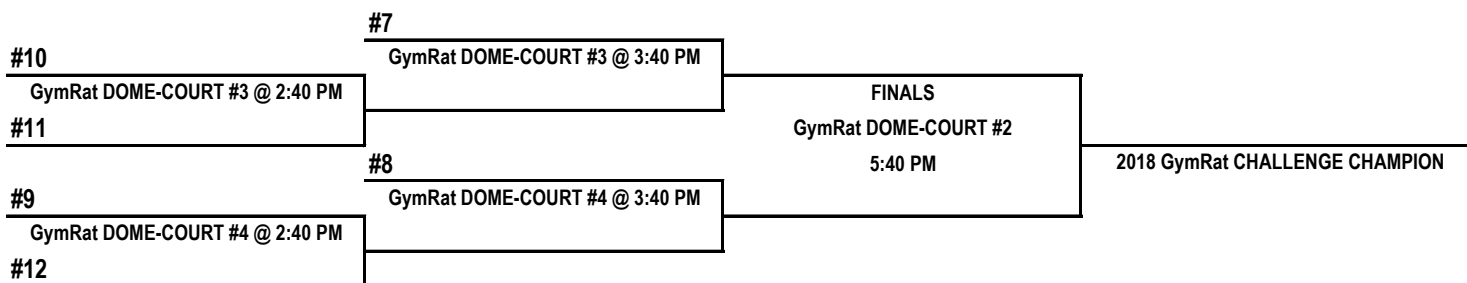 #7
#10
GymRat DOME-COURT #3 @ 3:40 PM
GymRat DOME-COURT #3 @ 2:40 PM
FINALS
#11
GymRat DOME-COURT #2
#8
5:40 PM
2018 GymRat CHALLENGE CHAMPION
#9
GymRat DOME-COURT #4 @ 3:40 PM
GymRat DOME-COURT #4 @ 2:40 PM
#12